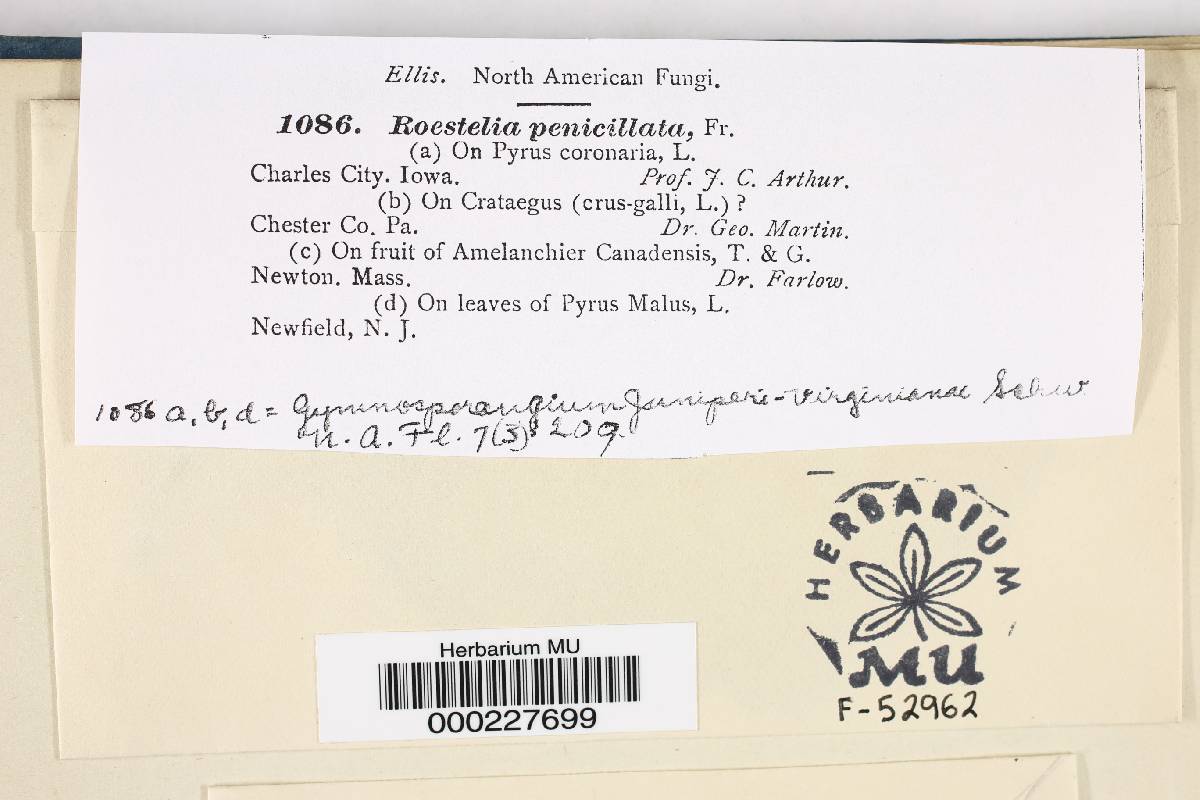 Ellis. North American Fungi.
1086. Roestelia penicillata, Fr.
(a) On Pyrus coronaria, L.
Charles City. Iowa. Prof. J. C. Arthur.
(b) On Crataegus (crus-galli, L.) ?
Chester Co. Pa. Dr. Geo. Martin.
(c) On fruit of Amelanchier Canadensis, T. & G.
Newton. Mass. Dr. Farlow.
(d) On leaves of Pyrus Malus, L.
Newfield, N. J.
1086 a, b, d = Gymnosporangium Juniperi-Virginianae Schw
N. A. Fl. 7(3) 209
HERBARIUM
MU
F-52962
Herbarium MU
000227699